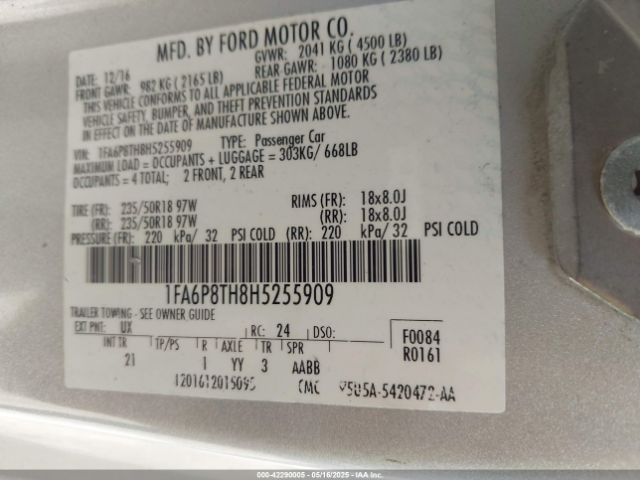 MFD. BY FORD MOTOR CO.
DATE: 12/16 GVWR: 2041 KG ( 4500 LB)
FRONT GAWR: 982 KG ( 2165 LB) REAR GAWR: 1080 KG ( 2380 LB)
THIS VEHICLE CONFORMS TO ALL APPLICABLE FEDERAL MOTOR
VEHICLE SAFETY, BUMPER, AND THEFT PREVENTION STANDARDS
IN EFFECT ON THE DATE OF MANUFACTURE SHOWN ABOVE.
VIN: 1FA6P8TH8H5255909 TYPE: Passenger Car
MAXIMUM LOAD = OCCUPANTS + LUGGAGE = 303KG/ 668LB
OCCUPANTS = 4 TOTAL; 2 FRONT, 2 REAR
TIRE (FR): 235/50R18 97W RIMS (FR): 18x8.0J
(RR): 235/50R18 97W (RR): 18x8.0J
PRESSURE (FR): 220 kPa/ 32 PSI COLD (RR): 220 kPa/ 32 PSI COLD
1FA6P8TH8H5255909
TRAILER TOWING - SEE OWNER GUIDE
EXT PNT: UX RC: 24 DSO: F0084
INT TR TP/PS R AXLE TR SPR R0161
21 I YY 3 AABB
CMC
000-42290005 - 05/16/2025 - IAAI Inc.